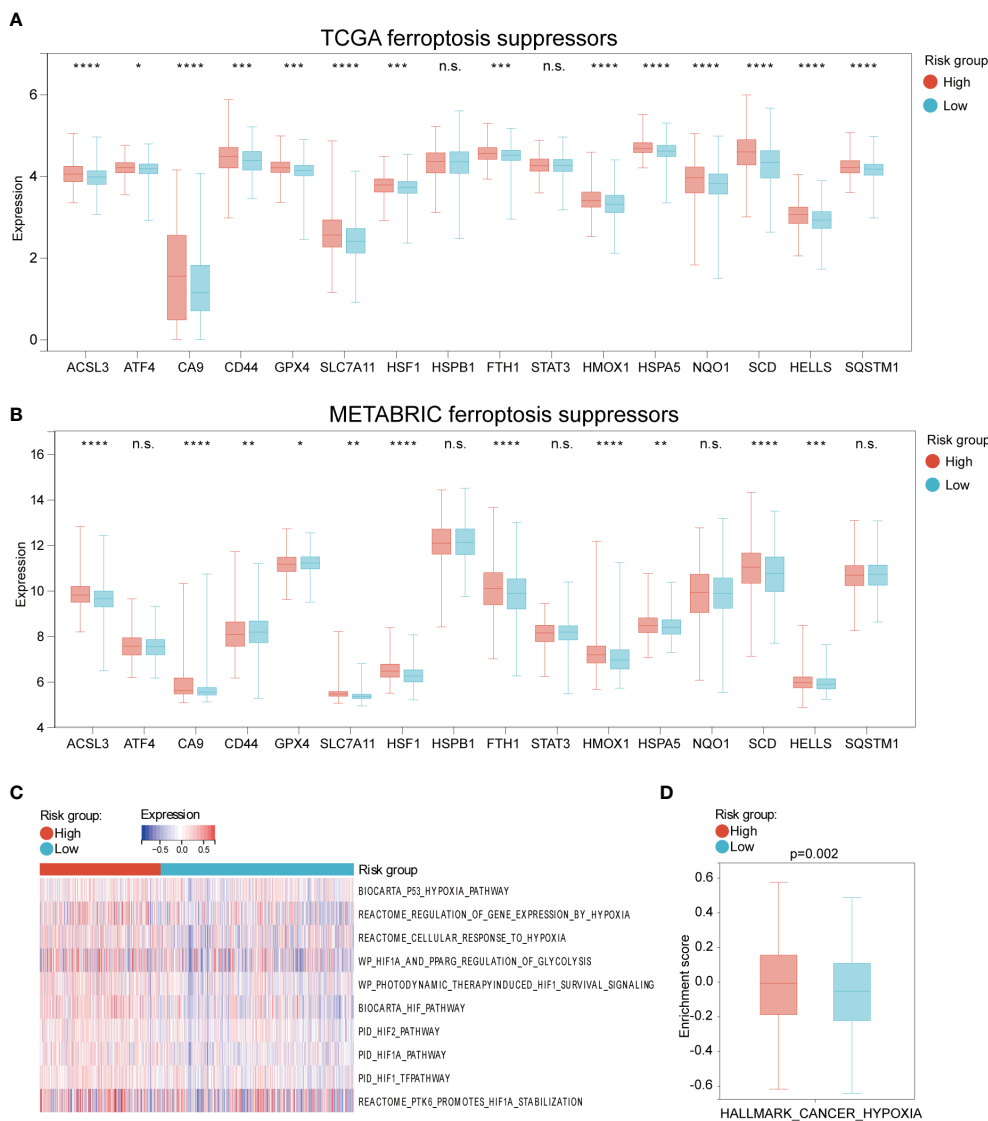 A
TCGA ferroptosis suppressors
**** * **** *** *** **** *** n.s. *** n.s. **** **** **** **** **** ****
Risk group
High
Low
6
4
2
0
Expression
ACSL3 ATF4 CA9 CD44 GPX4 SLC7A11 HSF1 HSPB1 FTH1 STAT3 HMOX1 HSPA5 NQO1 SCD HELLS SQSTM1
B
METABRIC ferroptosis suppressors
**** n.s. **** ** * ** **** n.s. **** n.s. **** ** n.s. **** *** n.s.
Risk group
High
Low
16
14
12
10
8
6
4
Expression
ACSL3 ATF4 CA9 CD44 GPX4 SLC7A11 HSF1 HSPB1 FTH1 STAT3 HMOX1 HSPA5 NQO1 SCD HELLS SQSTM1
C
Risk group:
High
Low
Expression
−0.5 0.0 0.5
Risk group
BIOCARTA_P53_HYPOXIA_PATHWAY
REACTOME_REGULATION_OF_GENE_EXPRESSION_BY_HYPOXIA
REACTOME_CELLULAR_RESPONSE_TO_HYPOXIA
WP_HIF1A_AND_PPARG_REGULATION_OF_GLYCOLYSIS
WP_PHOTODYNAMIC_THERAPYINDUCED_HIF1_SURVIVAL_SIGNALING
BIOCARTA_HIF_PATHWAY
PID_HIF2_PATHWAY
PID_HIF1A_PATHWAY
PID_HIF1_TFPATHWAY
REACTOME_PTK6_PROMOTES_HIF1A_STABILIZATION
D
Risk group:
High
Low
p=0.002
0.6
0.4
0.2
0.0
-0.2
-0.4
-0.6
Enrichment score
HALLMARK_CANCER_HYPOXIA